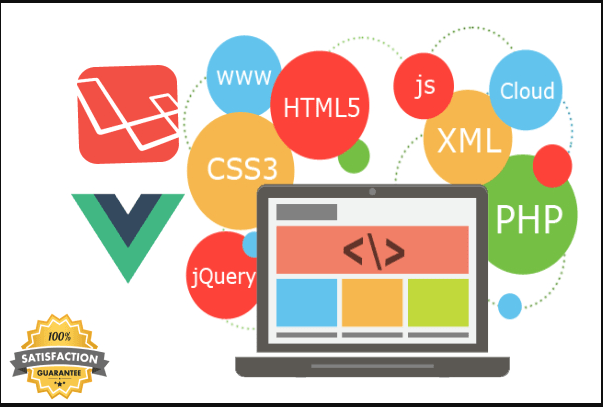 www
HTML5
js
Cloud
CSS3
XML
PHP
jQuery
<\>
100%
SATISFACTION
GUARANTEE